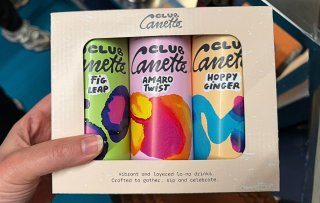 CLUB
Canette
CLUB
Canette
FIG
LEAP
CLUB
Canette
AMARO
TWIST
CLUB
Canette
HOPPY
GINGER
Vibrant and layered lo-no drinks.
Crafted to gather, sip and celebrate.